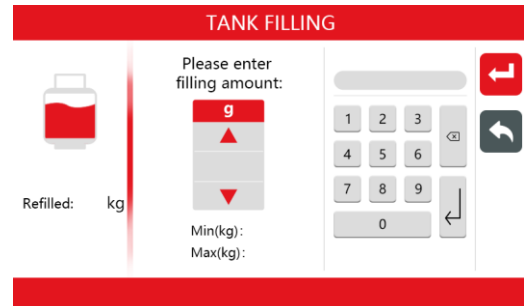 TANK FILLING
Please enter
filling amount:
g
Refilled: kg
Min(kg):
Max(kg):
1 2 3
4 5 6
7 8 9
0